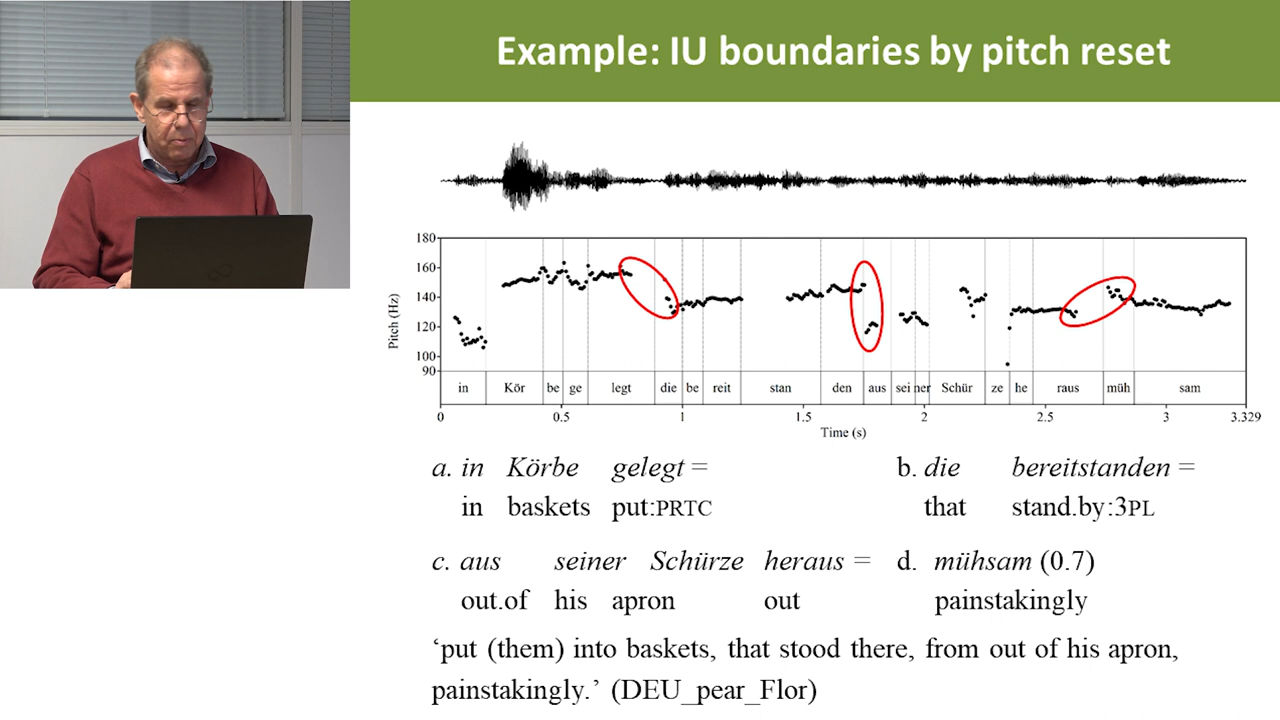 Example: IU boundaries by pitch reset
180
160
140
120
100
90
Pitch (Hz)
in Kör be ge legt die be reit stan den aus sei ner Schür ze he raus müh sam
0 0.5 1 1.5 2 2.5 3 3.329
Time (s)
a. in Körbe gelegt = b. die bereitstanden =
in baskets put:PRTC that stand.by:3PL
c. aus seiner Schürze heraus = d. mühsam (0.7)
out.of his apron out painstakingly
‘put (them) into baskets, that stood there, from out of his apron,
painstakingly.’ (DEU_pear_Flor)